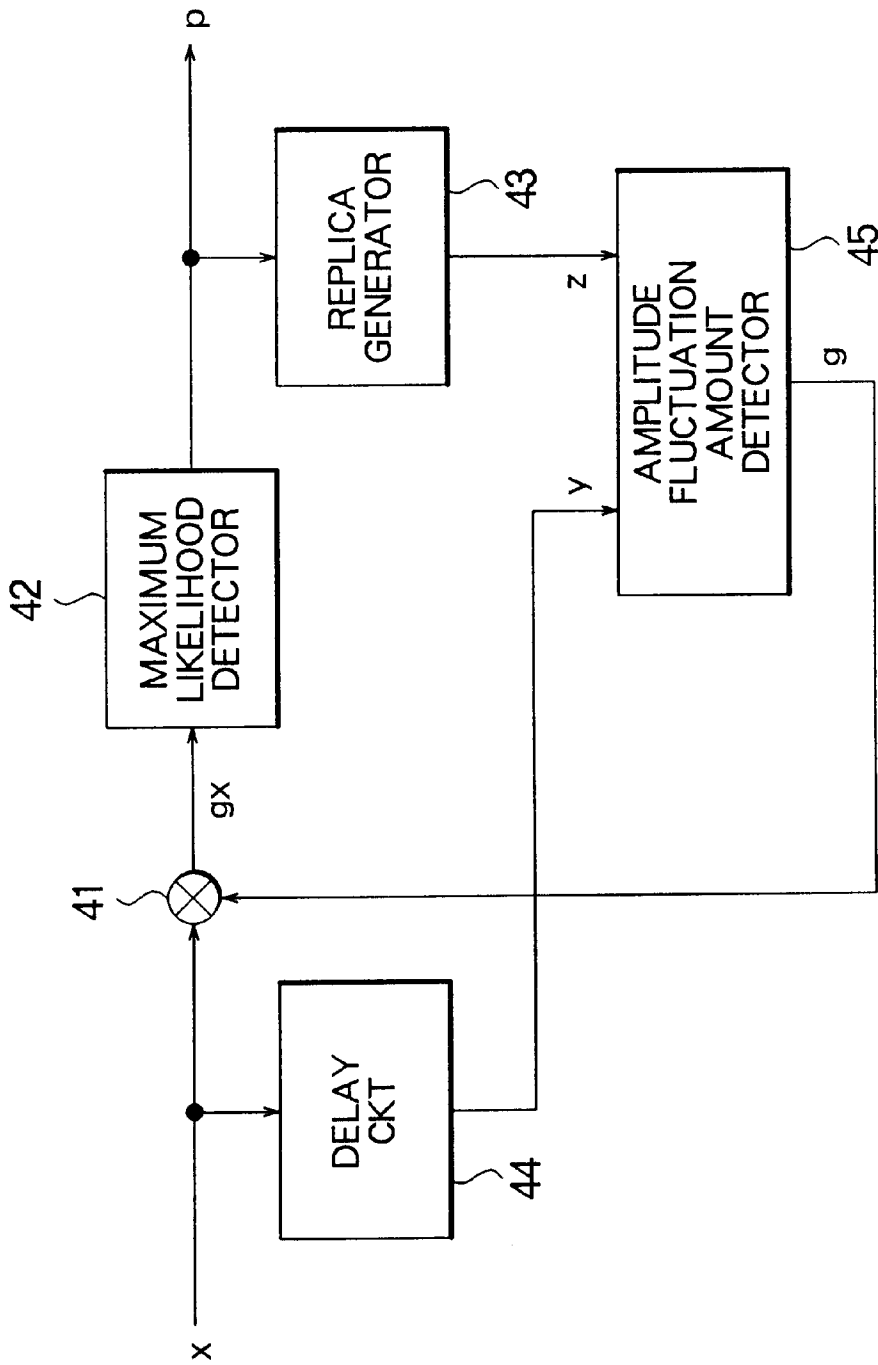 x
41
gx
42
MAXIMUM
LIKELIHOOD
DETECTOR
p
DELAY
CKT
44
REPLICA
GENERATOR
43
y
z
AMPLITUDE
FLUCTUATION
AMOUNT
DETECTOR
45
g